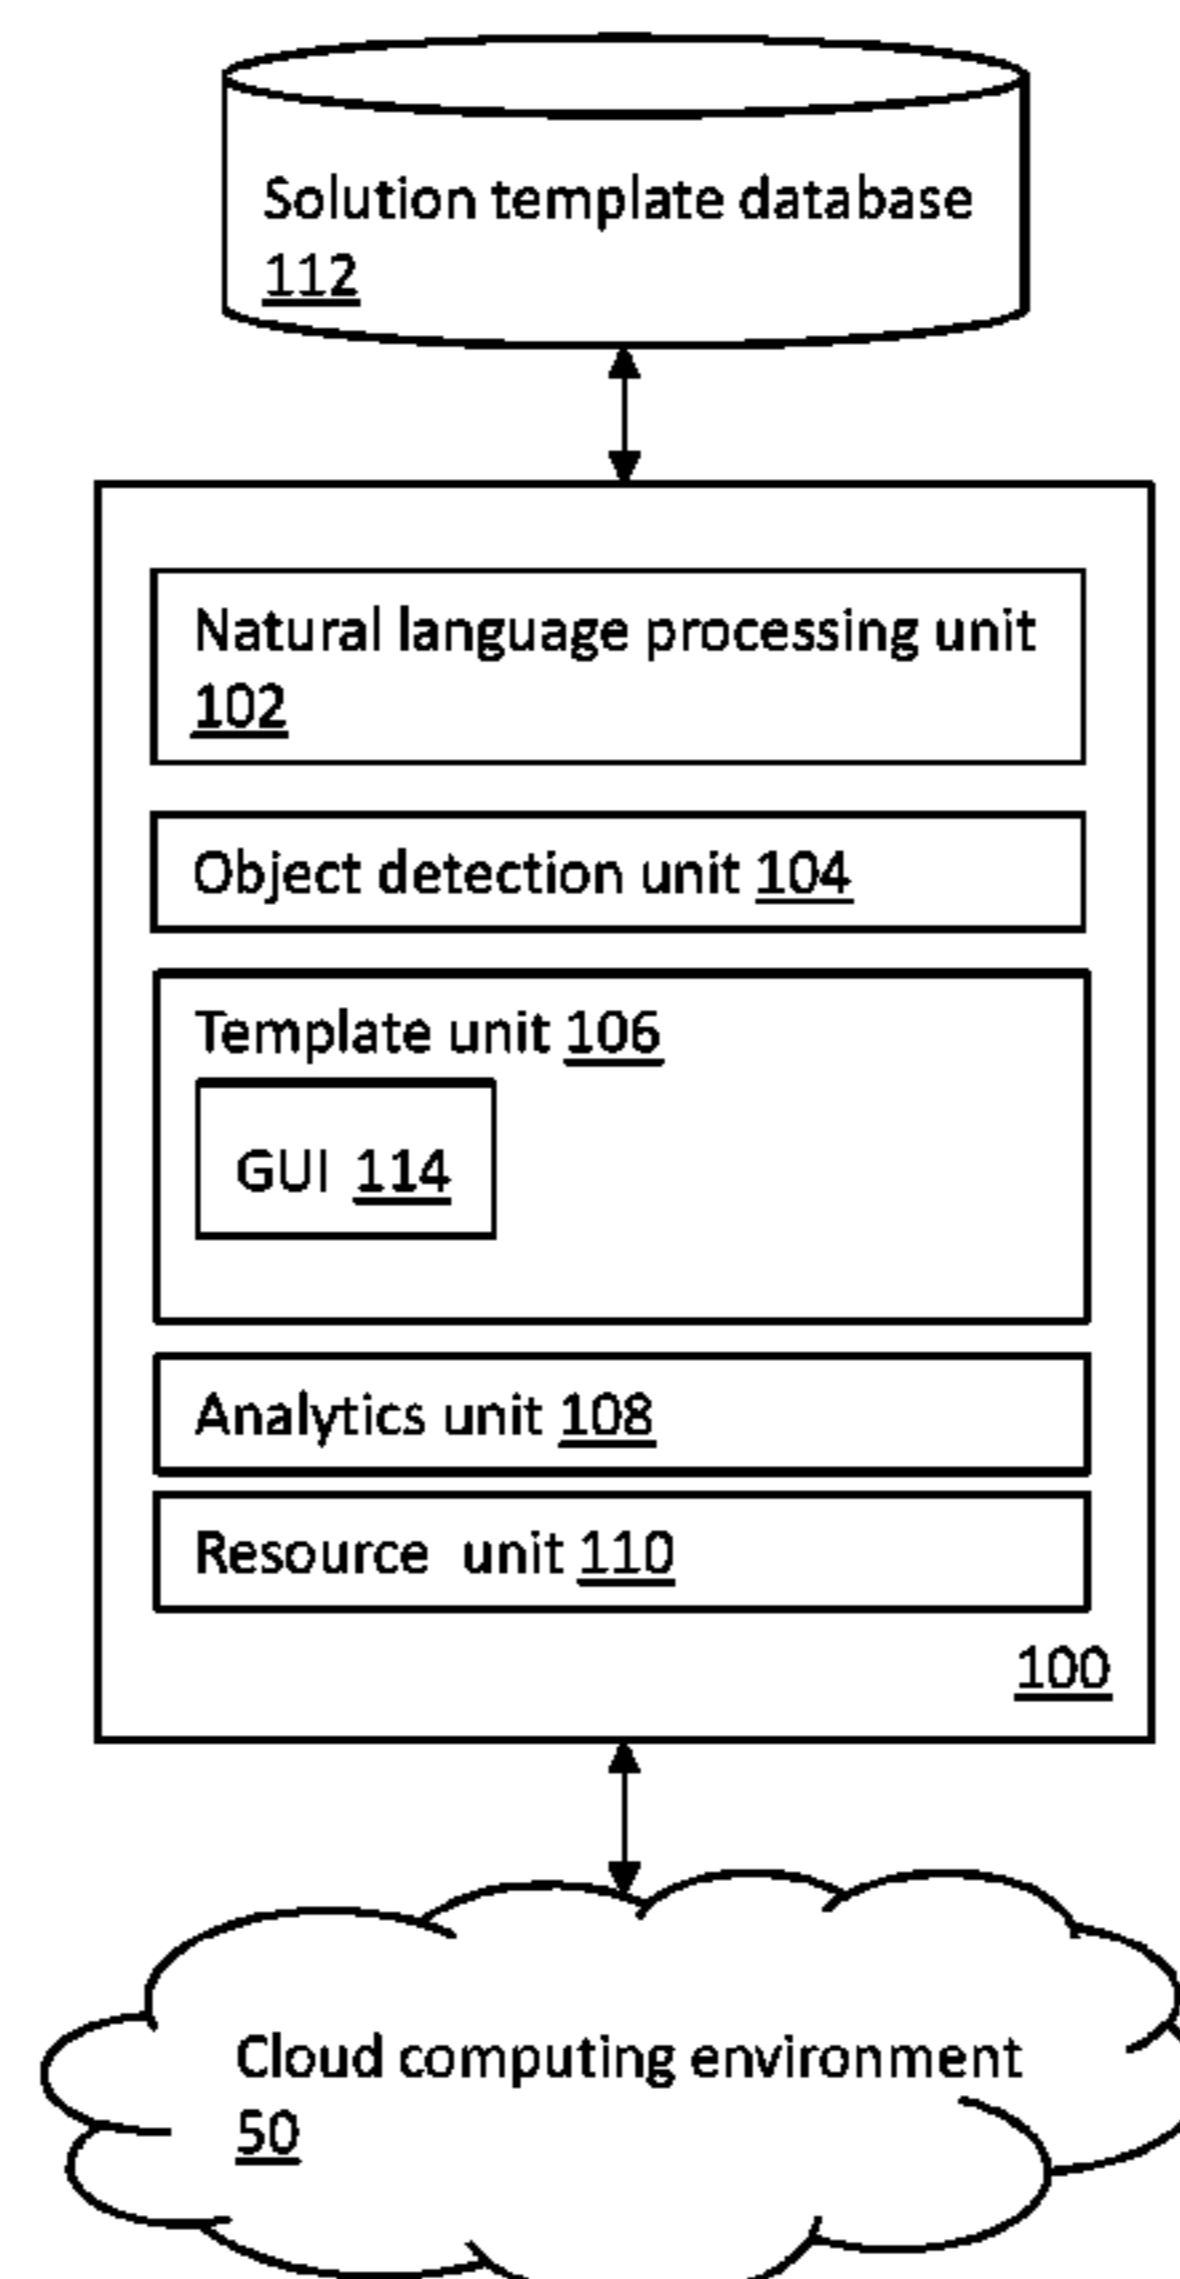 Solution template database
112
Natural language processing unit
102
Object detection unit 104
Template unit 106
GUI 114
Analytics unit 108
Resource unit 110
100
Cloud computing environment
50